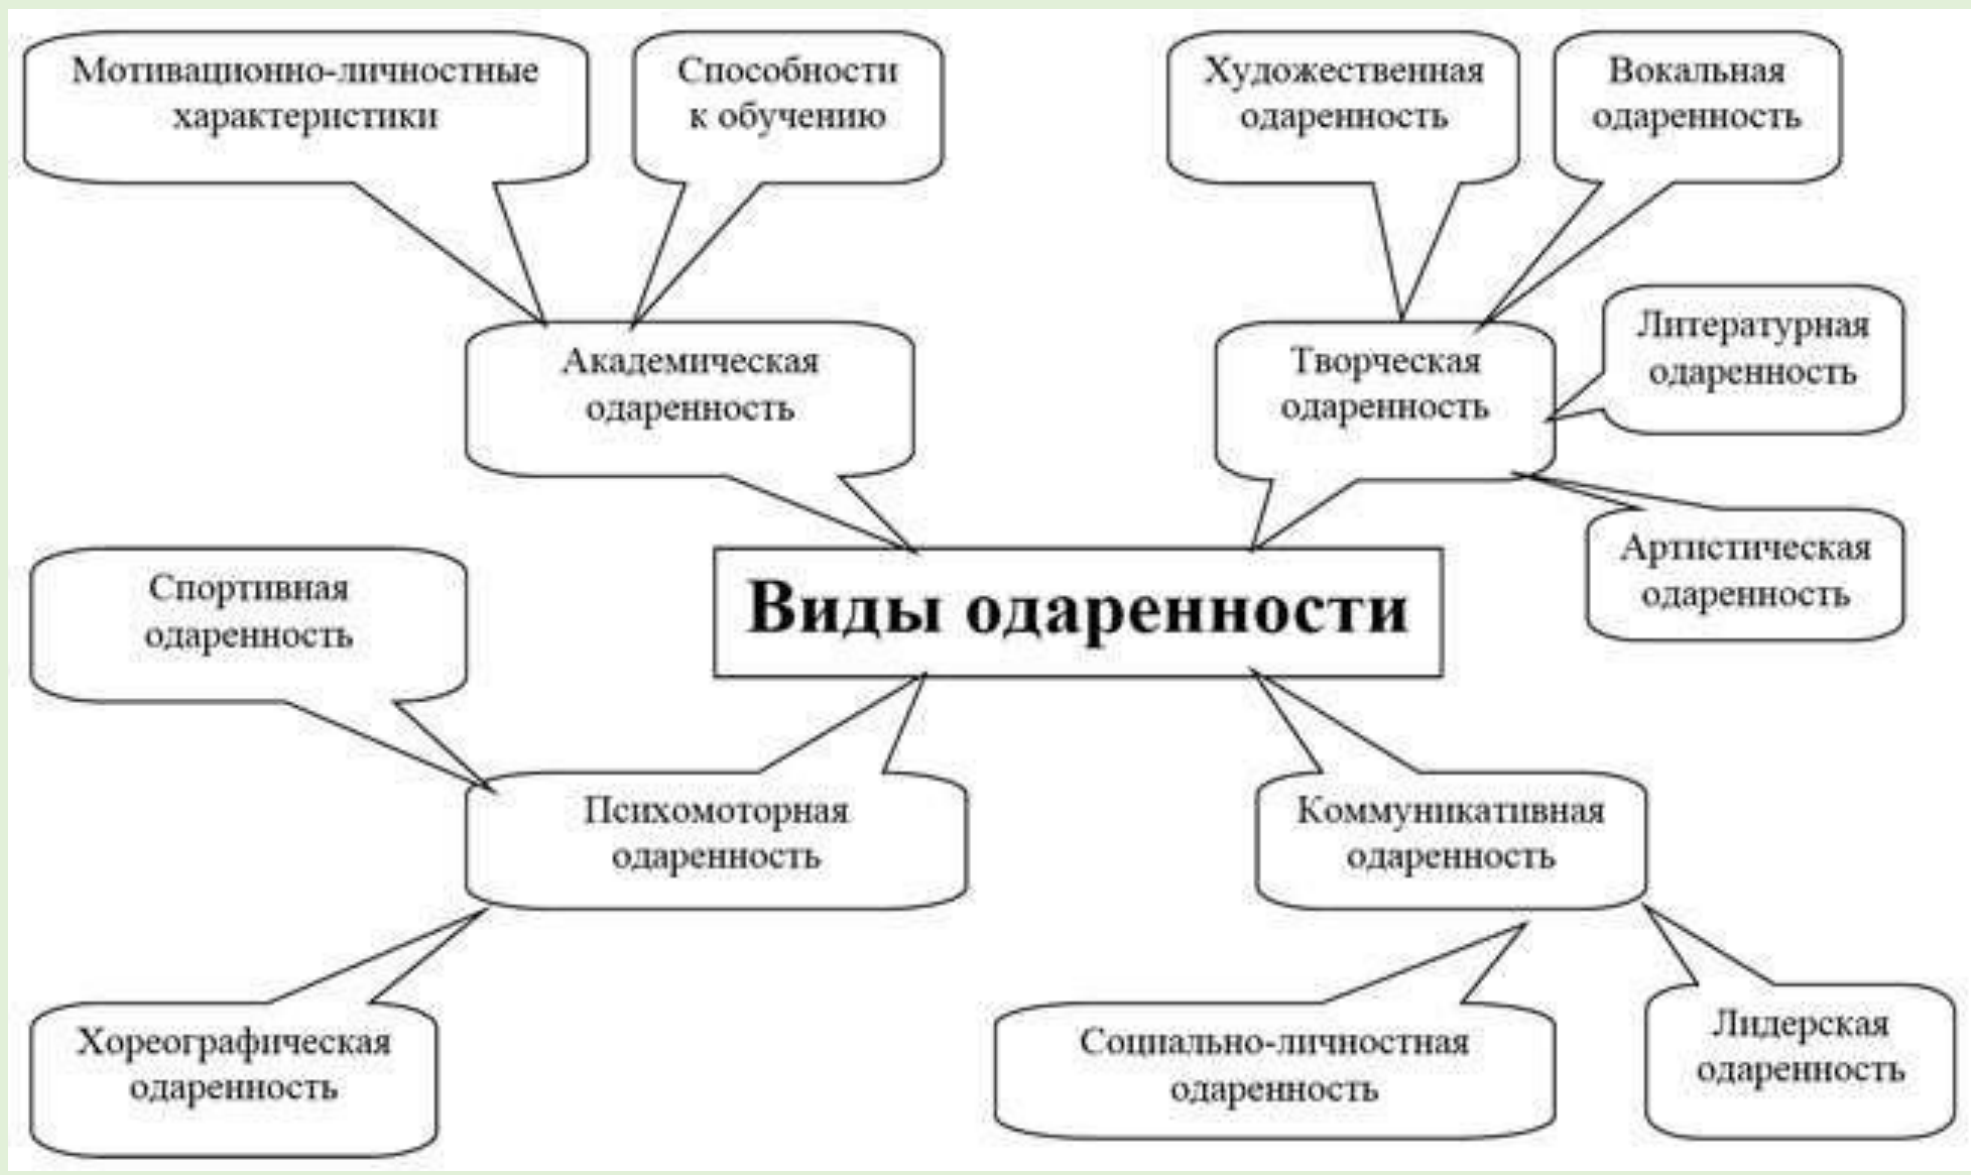 Мотивационно-личностные
характеристики
Способности
к обучению
Художественная
одаренность
Вокальная
одаренность
Академическая
одаренность
Творческая
одаренность
Литературная
одаренность
Артистическая
одаренность
Виды одаренности
Спортивная
одаренность
Психомоторная
одаренность
Коммуникативная
одаренность
Хореографическая
одаренность
Социально-личностная
одаренность
Лидерская
одаренность